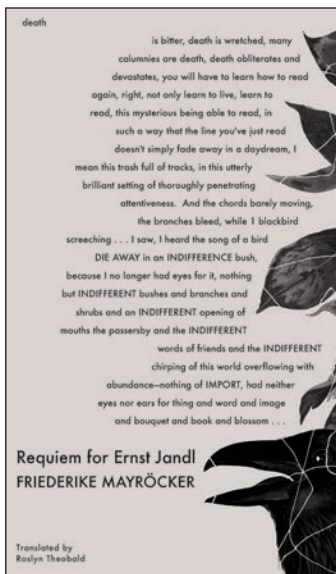 death
is bitter, death is wretched, many
calumnies are death, death obliterates and
devastates, you will have to learn how to read
again, right, not only learn to live, learn to
read, this mysterious being able to read, in
such a way that the line you've just read
doesn't simply fade away in a daydream, I
mean this trash full of tracks, in this utterly
brilliant setting of thoroughly penetrating
attentiveness. And the chords barely moving,
the branches bleed, while 1 blackbird
screeching . . . I saw, I heard the song of a bird
DIE AWAY in an INDIFFERENCE bush,
because I no longer had eyes for it, nothing
but INDIFFERENT bushes and branches and
shrubs and an INDIFFERENT opening of
mouths the passersby and the INDIFFERENT
words of friends and the INDIFFERENT
chirping of this world overflowing with
abundance—nothing of IMPORT, had neither
eyes nor ears for thing and word and image
and bouquet and book and blossom . . .
Requiem for Ernst Jandl
FRIEDERIKE MAYRÖCKER
Translated by
Roslyn Theobald